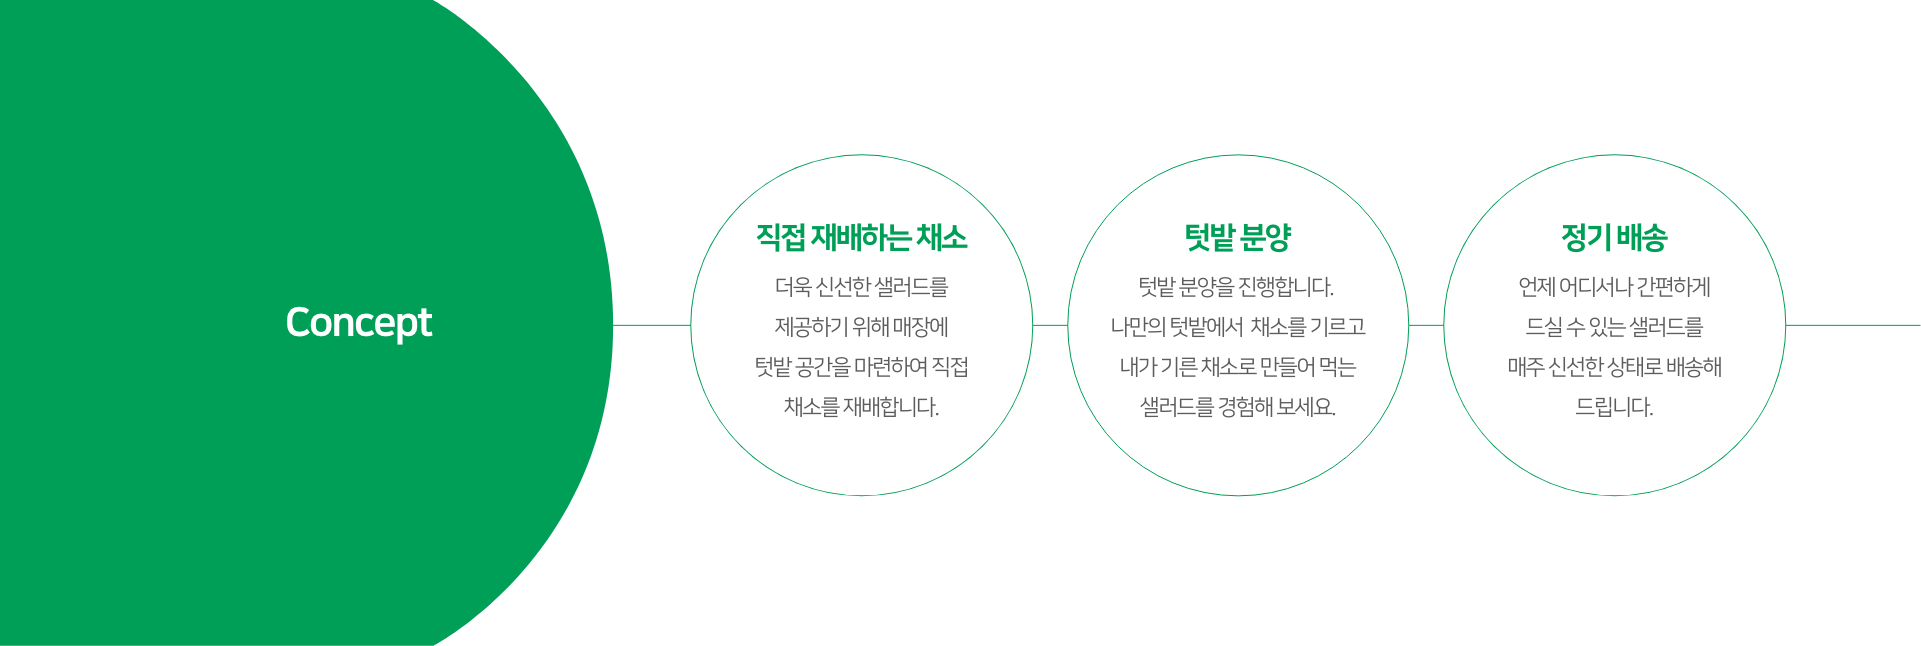 Concept
직접 재배하는 채소
더욱 신선한 샐러드를
제공하기 위해 매장에
텃밭 공간을 마련하여 직접
채소를 재배합니다.
텃밭 분양
텃밭 분양을 진행합니다.
나만의 텃밭에서 채소를 기르고
내가 기른 채소로 만들어 먹는
샐러드를 경험해 보세요.
정기 배송
언제 어디서나 간편하게
드실 수 있는 샐러드를
매주 신선한 상태로 배송해
드립니다.